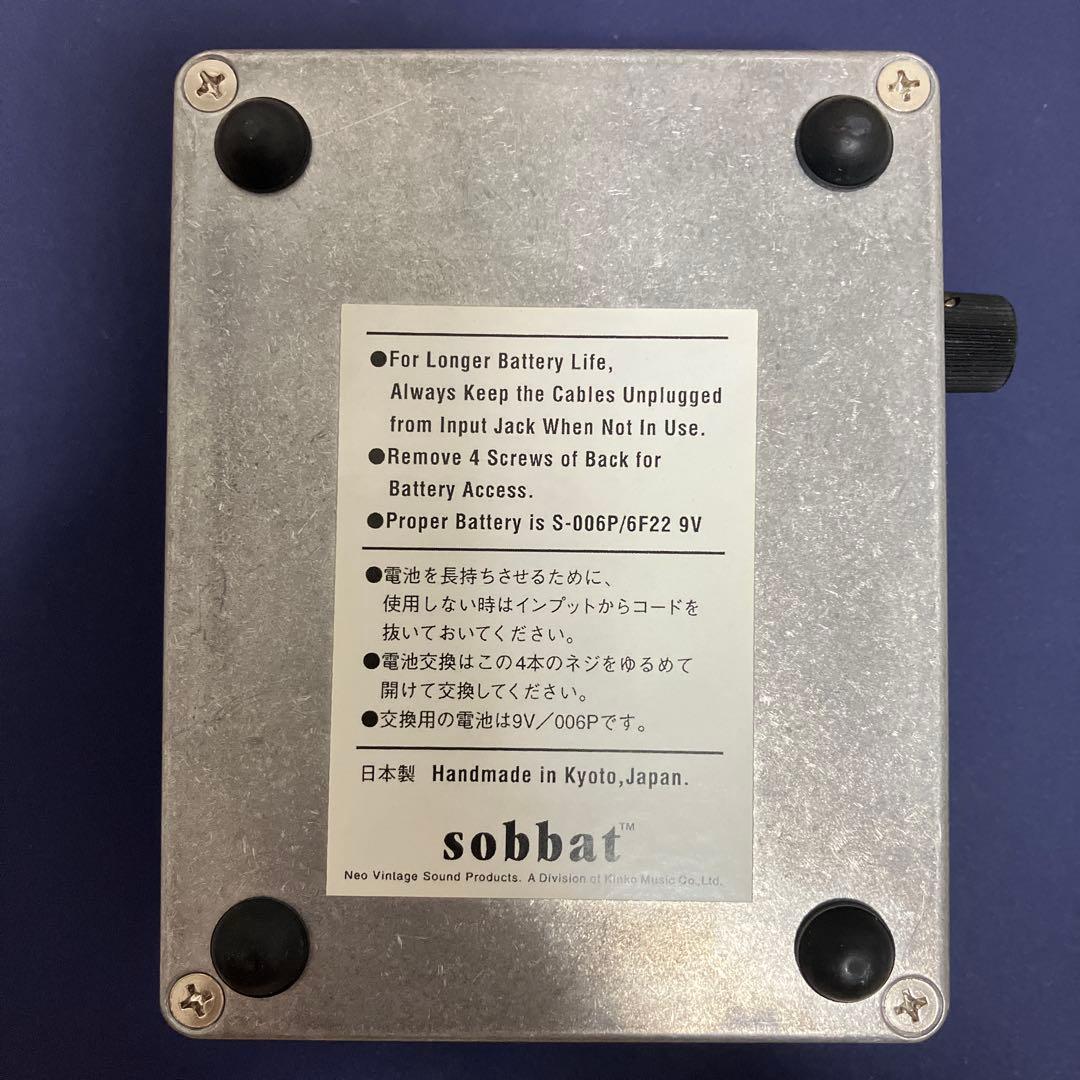 ●For Longer Battery Life,
Always Keep the Cables Unplugged
from Input Jack When Not In Use.
●Remove 4 Screws of Back for
Battery Access.
●Proper Battery is S-006P/6F22 9V
●電池を長持ちさせるために、
使用しない時はインプットからコードを
抜いておいてください。
●電池交換はこの4本のネジをゆるめて
開けて交換してください。
●交換用の電池は9V／006Pです。
日本製 Handmade in Kyoto,Japan.
sobbat™
Neo Vintage Sound Products. A Division of Kinko Music Co.,Ltd.